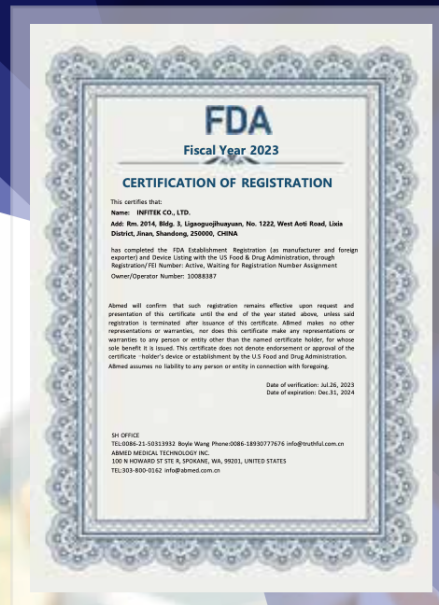 FDA
Fiscal Year 2023
CERTIFICATION OF REGISTRATION
This certifies that:
Name: INFITEK CO., LTD.
Add: Rm. 2014, Bldg. 3, Ligaoguojihuayuan, No. 1222, West Aoti Road, Lixia
District, Jinan, Shandong, 250000, CHINA
has completed the FDA Establishment Registration (as manufacturer and foreign
exporter) and Device Listing with the US Food & Drug Administration, through
Registration/FEI Number: Active, Waiting for Registration Number Assignment
Owner/Operator Number: 10088387
Abmed will confirm that such registration remains effective upon request and
presentation of this certificate until the end of the year stated above, unless said
registration is terminated after issuance of this certificate. ABmed makes no other
representations or warranties, nor does this certificate make any representations or
warranties to any person or entity other than the named certificate holder, for whose
sole benefit it is issued. This certificate does not denote endorsement or approval of the
certificate -holder's device or establishment by the U.S Food and Drug Administration.
ABmed assumes no liability to any person or entity in connection with foregoing.
Date of verification: Jul.26, 2023
Date of expiration: Dec.31, 2024
SH OFFICE
TEL:0086-21-50313932 Boyle Wang Phone:0086-18930777676 info@truthful.com.cn
ABMED MEDICAL TECHNOLOGY INC.
100 N HOWARD ST STE R, SPOKANE, WA, 99201, UNITED STATES
TEL:303-800-0162 info@abmed.com.cn